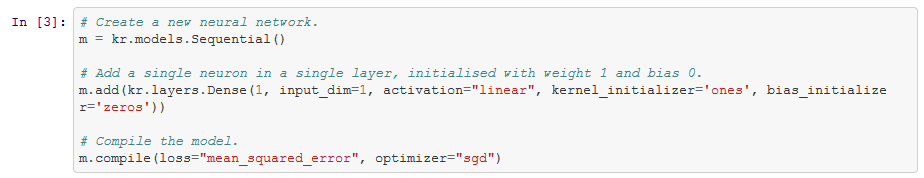 In [3]: # Create a new neural network.
m = kr.models.Sequential()
# Add a single neuron in a single layer, initialised with weight 1 and bias 0.
m.add(kr.layers.Dense(1, input_dim=1, activation="linear", kernel_initializer='ones', bias_initialize
r='zeros'))
# Compile the model.
m.compile(loss="mean_squared_error", optimizer="sgd")